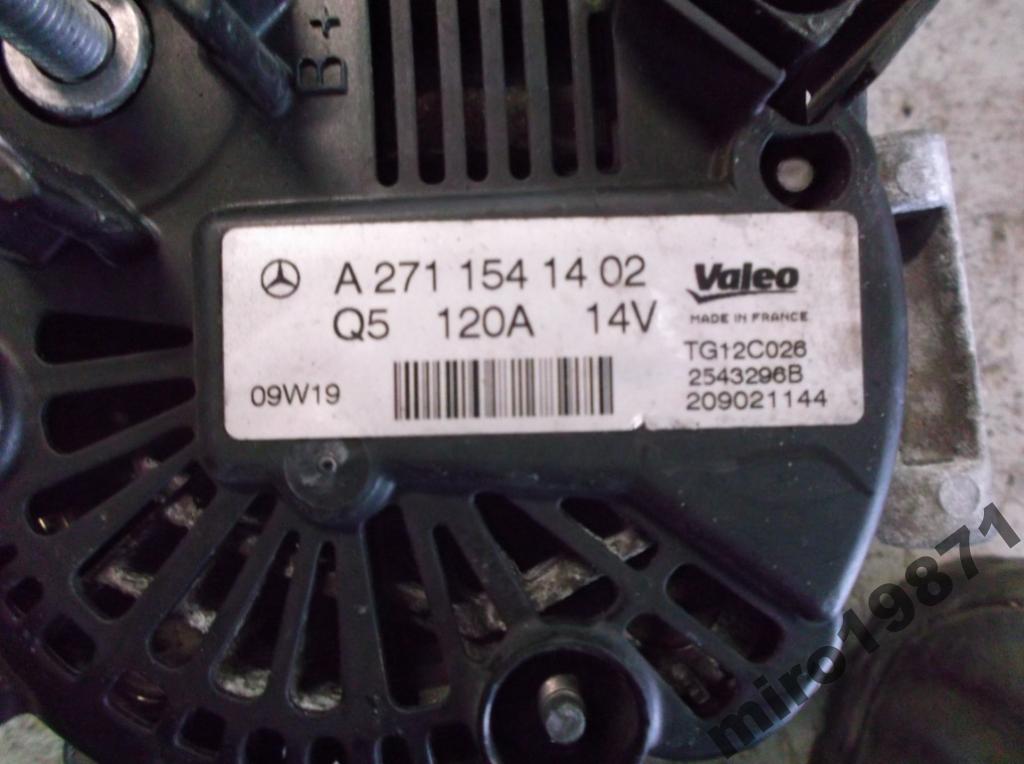 B+
A 271 154 14 02
Q5 120A 14V
09W19
Valeo
MADE IN FRANCE
TG12C026
2543296B
209021144
miro19871